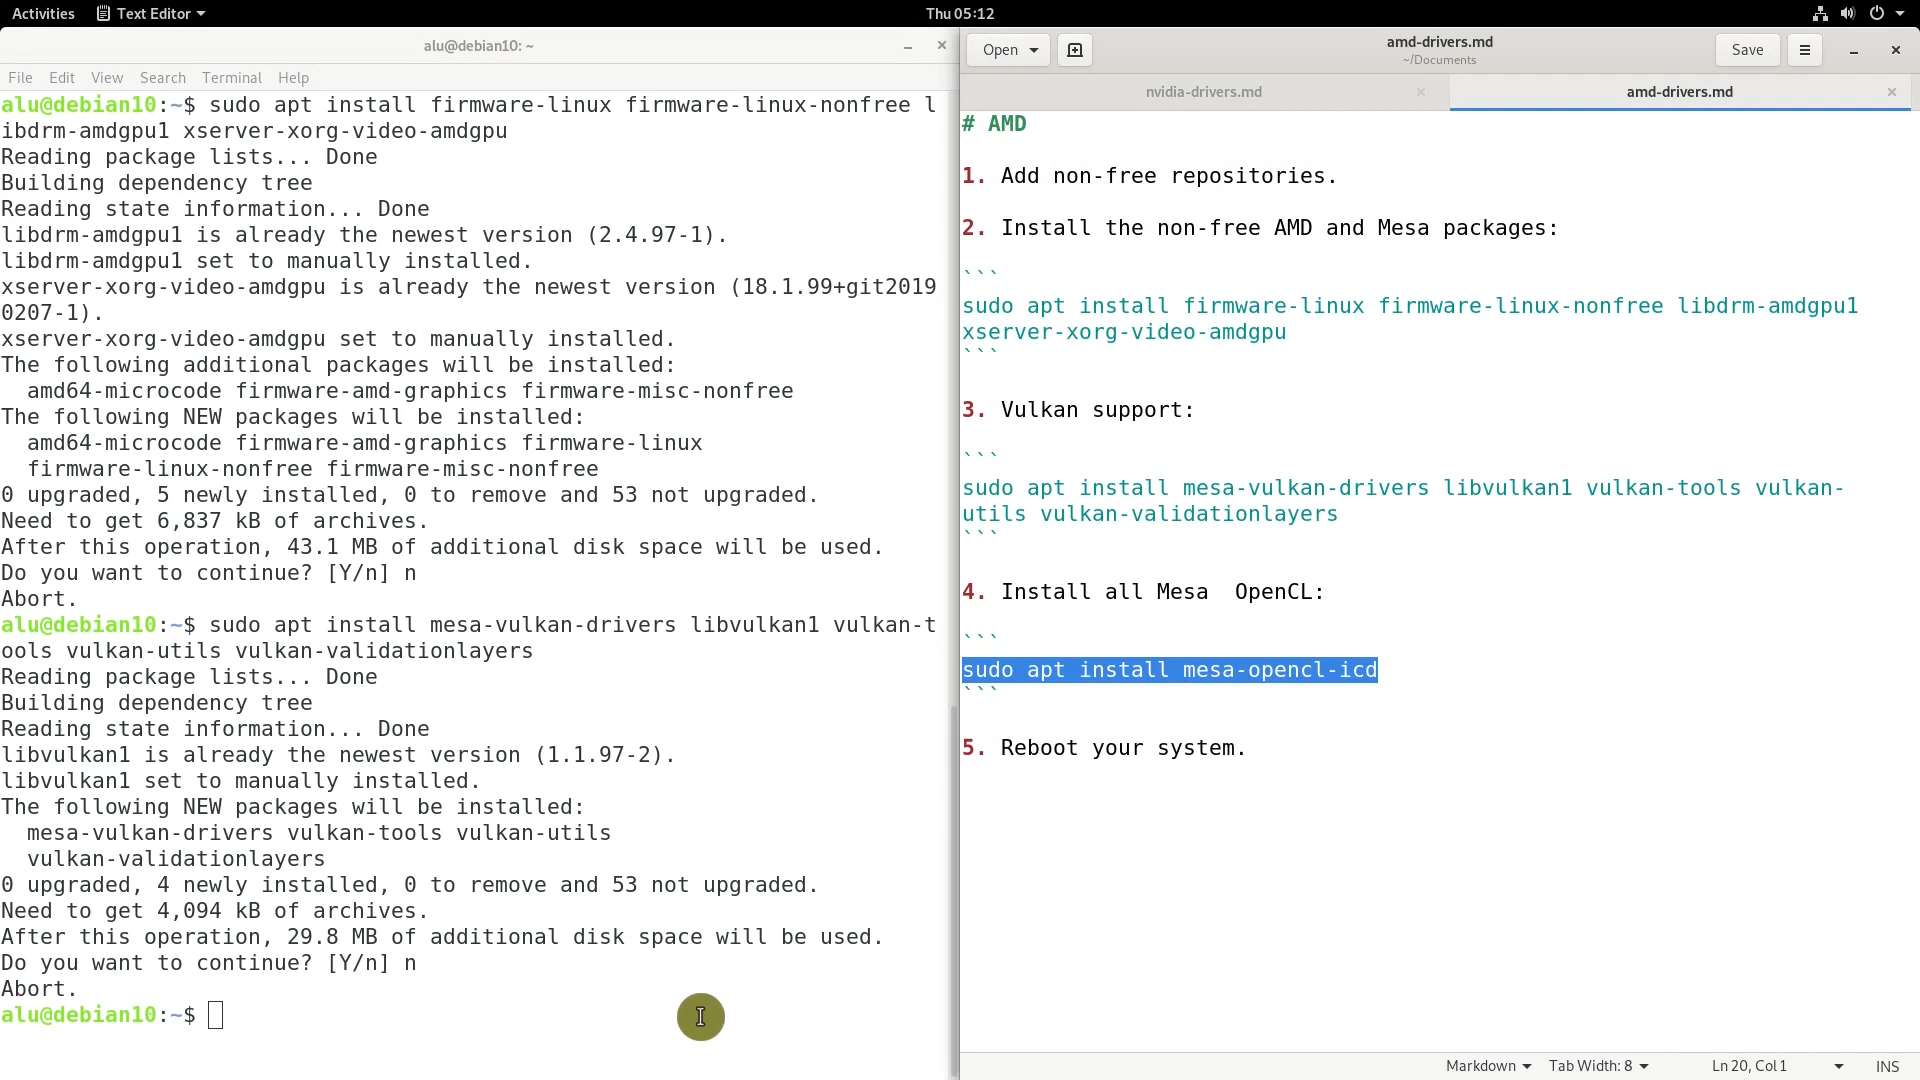 Activities Text Editor Thu 05:12
alu@debian10: ~
File Edit View Search Terminal Help
alu@debian10:~$ sudo apt install firmware-linux firmware-linux-nonfree l
ibdrm-amdgpu1 xserver-xorg-video-amdgpu
Reading package lists... Done
Building dependency tree
Reading state information... Done
libdrm-amdgpu1 is already the newest version (2.4.97-1).
libdrm-amdgpu1 set to manually installed.
xserver-xorg-video-amdgpu is already the newest version (18.1.99+git2019
0207-1).
xserver-xorg-video-amdgpu set to manually installed.
The following additional packages will be installed:
  amd64-microcode firmware-amd-graphics firmware-misc-nonfree
The following NEW packages will be installed:
  amd64-microcode firmware-amd-graphics firmware-linux
  firmware-linux-nonfree firmware-misc-nonfree
0 upgraded, 5 newly installed, 0 to remove and 53 not upgraded.
Need to get 6,837 kB of archives.
After this operation, 43.1 MB of additional disk space will be used.
Do you want to continue? [Y/n] n
Abort.
alu@debian10:~$ sudo apt install mesa-vulkan-drivers libvulkan1 vulkan-t
ools vulkan-utils vulkan-validationlayers
Reading package lists... Done
Building dependency tree
Reading state information... Done
libvulkan1 is already the newest version (1.1.97-2).
libvulkan1 set to manually installed.
The following NEW packages will be installed:
  mesa-vulkan-drivers vulkan-tools vulkan-utils
  vulkan-validationlayers
0 upgraded, 4 newly installed, 0 to remove and 53 not upgraded.
Need to get 4,094 kB of archives.
After this operation, 29.8 MB of additional disk space will be used.
Do you want to continue? [Y/n] n
Abort.
alu@debian10:~$
Open amd-drivers.md Save
~/Documents
nvidia-drivers.md amd-drivers.md
# AMD
1. Add non-free repositories.
2. Install the non-free AMD and Mesa packages:
```
sudo apt install firmware-linux firmware-linux-nonfree libdrm-amdgpu1
xserver-xorg-video-amdgpu
```
3. Vulkan support:
```
sudo apt install mesa-vulkan-drivers libvulkan1 vulkan-tools vulkan-
utils vulkan-validationlayers
```
4. Install all Mesa  OpenCL:
```
sudo apt install mesa-opencl-icd
```
5. Reboot your system.
Markdown Tab Width: 8 Ln 20, Col 1 INS